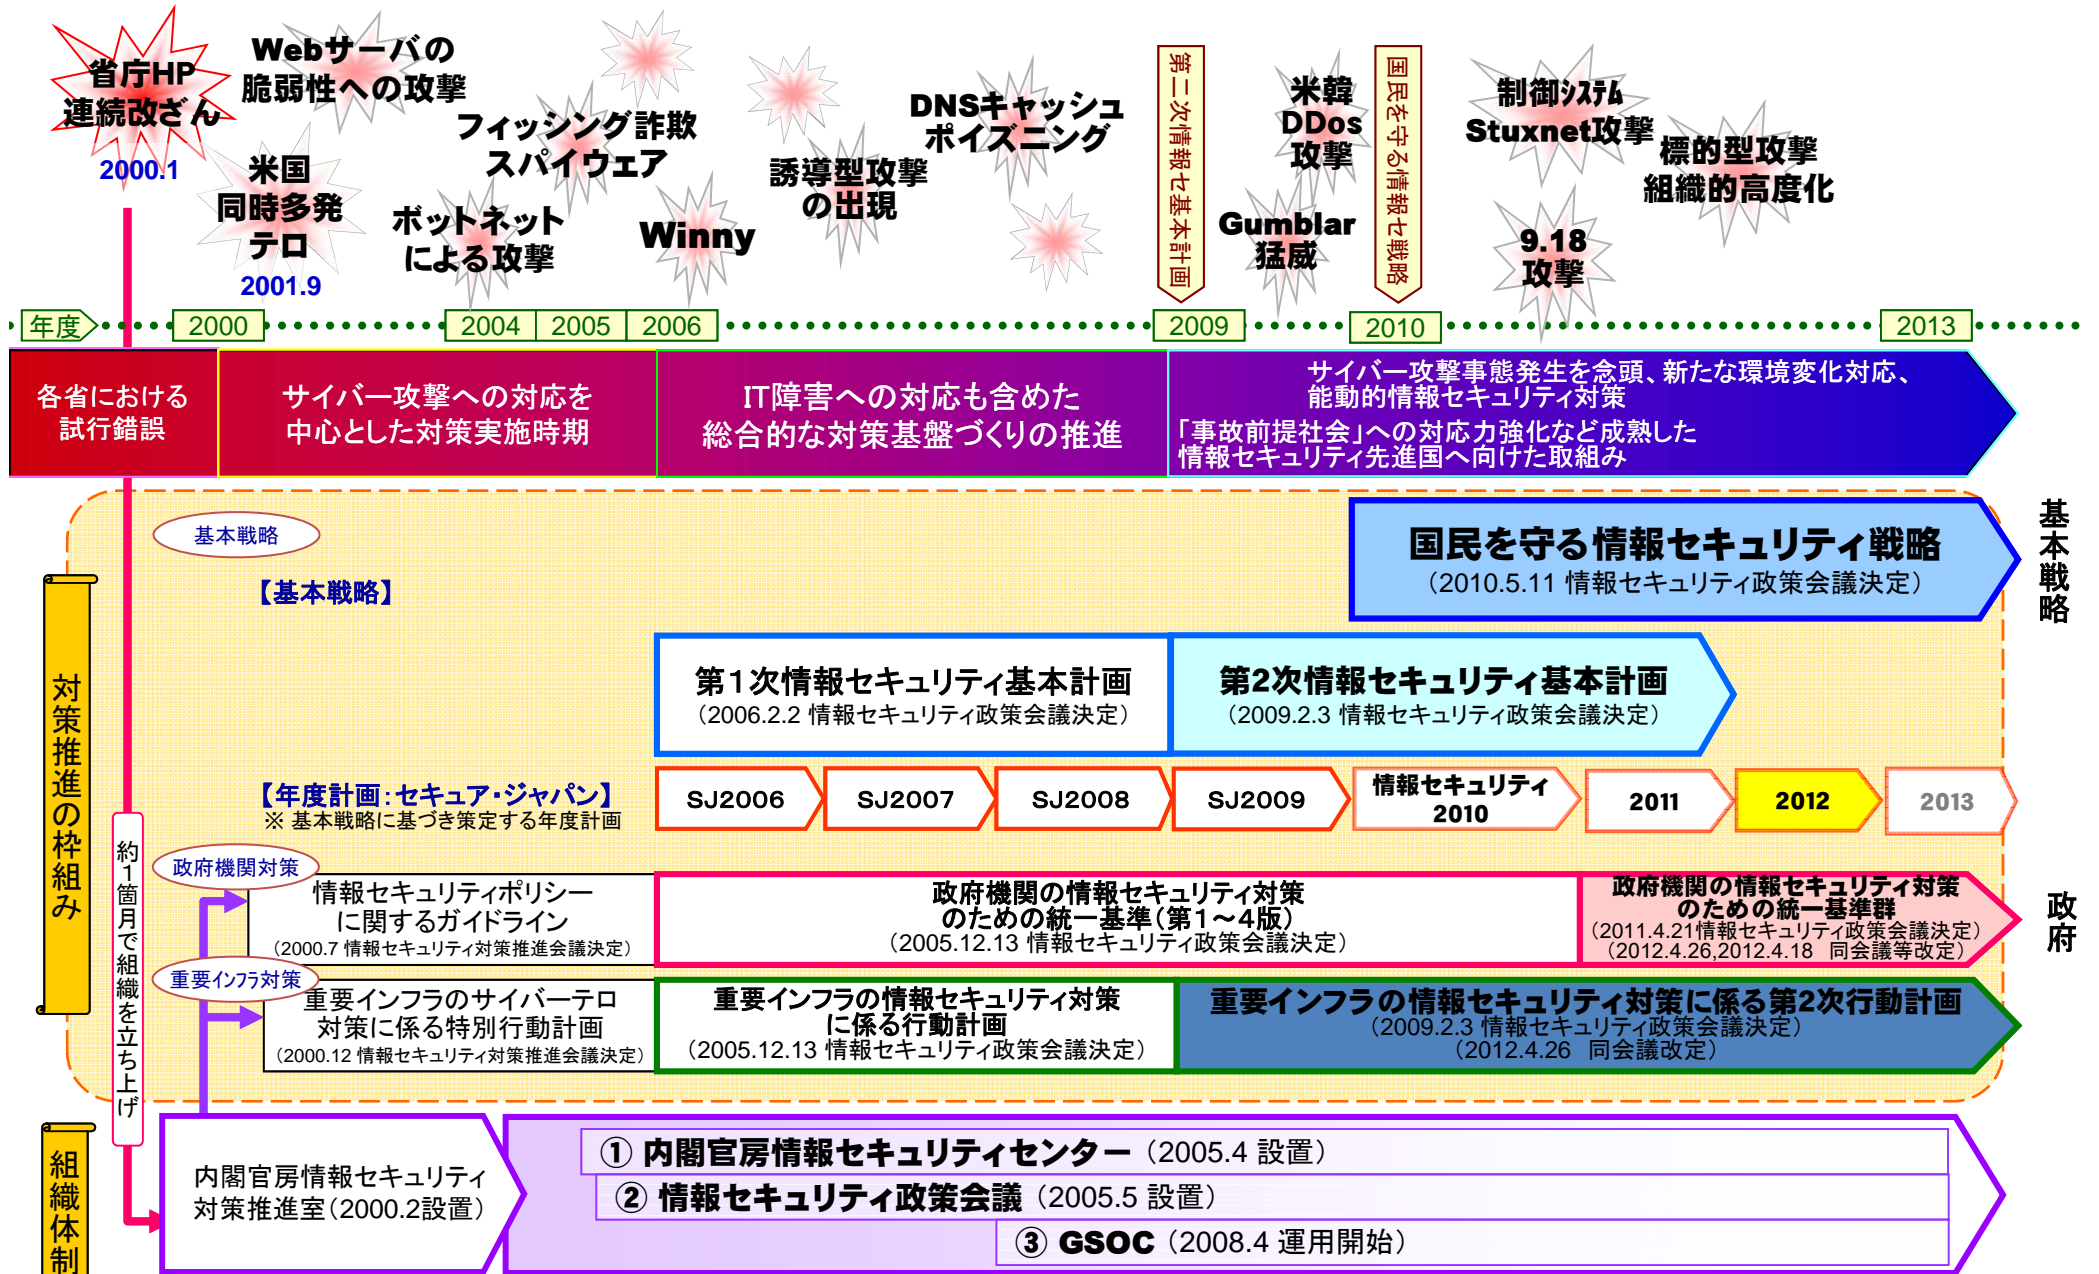 省庁HP
連続改ざん
2000.1
Webサーバの
脆弱性への攻撃
米国
同時多発
テロ
2001.9
フィッシング詐欺
スパイウェア
ボットネット
による攻撃
Winny
誘導型攻撃
の出現
DNSキャッシュ
ポイズニング
第二次情報セ基本計画
米韓
DDos
攻撃
Gumblar
猛威
国民を守る情報セ戦略
制御ｼｽﾃﾑ
Stuxnet攻撃
9.18
攻撃
標的型攻撃
組織的高度化
年度
2000
2004
2005
2006
2009
2010
2013
各省における
試行錯誤
サイバー攻撃への対応を
中心とした対策実施時期
IT障害への対応も含めた
総合的な対策基盤づくりの推進
サイバー攻撃事態発生を念頭、新たな環境変化対応、
能動的情報セキュリティ対策
「事故前提社会」への対応力強化など成熟した
情報セキュリティ先進国へ向けた取組み
対策推進の枠組み
基本戦略
【基本戦略】
国民を守る情報セキュリティ戦略
（2010.5.11 情報セキュリティ政策会議決定）
基本戦略
第1次情報セキュリティ基本計画
（2006.2.2 情報セキュリティ政策会議決定）
第2次情報セキュリティ基本計画
（2009.2.3 情報セキュリティ政策会議決定）
【年度計画：セキュア・ジャパン】
※ 基本戦略に基づき策定する年度計画
SJ2006
SJ2007
SJ2008
SJ2009
情報セキュリティ
2010
2011
2012
2013
約1箇月で組織を立ち上げ
政府機関対策
情報セキュリティポリシー
に関するガイドライン
（2000.7 情報セキュリティ対策推進会議決定）
政府機関の情報セキュリティ対策
のための統一基準（第1～4版）
（2005.12.13 情報セキュリティ政策会議決定）
政府機関の情報セキュリティ対策
のための統一基準群
（2011.4.21情報セキュリティ政策会議決定）
（2012.4.26,2012.4.18 同会議等改定）
政府
重要ｲﾝﾌﾗ対策
重要インフラのサイバーテロ
対策に係る特別行動計画
（2000.12 情報セキュリティ対策推進会議決定）
重要インフラの情報セキュリティ対策
に係る行動計画
（2005.12.13 情報セキュリティ政策会議決定）
重要インフラの情報セキュリティ対策に係る第2次行動計画
（2009.2.3 情報セキュリティ政策会議決定）
（2012.4.26 同会議改定）
組織体制
内閣官房情報セキュリティ
対策推進室（2000.2設置）
① 内閣官房情報セキュリティセンター（2005.4 設置）
② 情報セキュリティ政策会議（2005.5 設置）
③ GSOC（2008.4 運用開始）